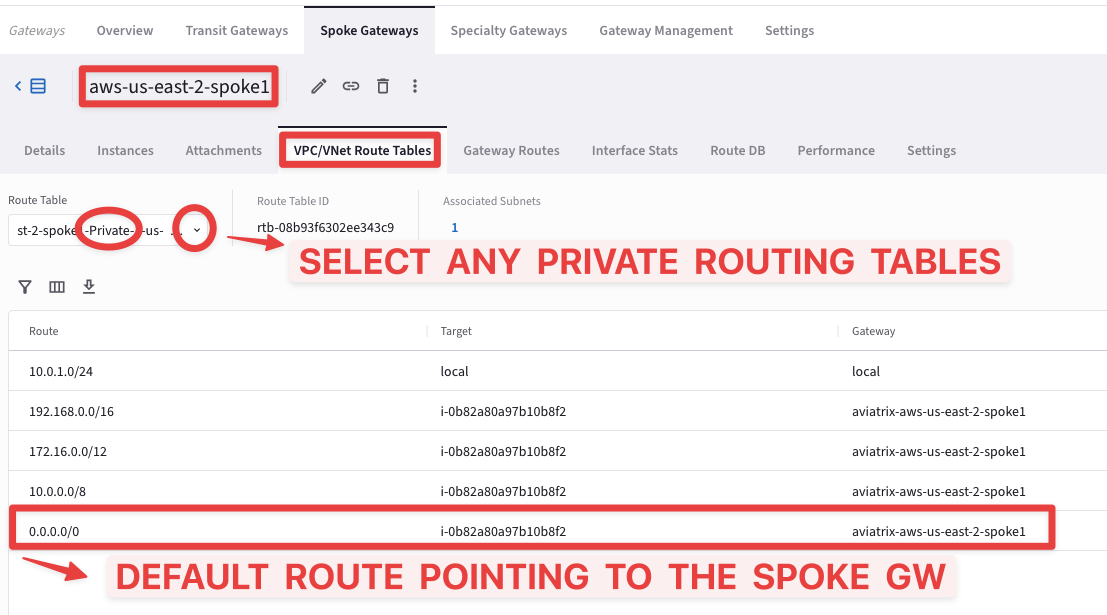 Gateways Overview Transit Gateways Spoke Gateways Specialty Gateways Gateway Management Settings
aws-us-east-2-spoke1
Details Instances Attachments VPC/VNet Route Tables Gateway Routes Interface Stats Route DB Performance Settings
Route Table Route Table ID Associated Subnets
st-2-spoke1-Private- -us- ... rtb-08b93f6302ee343c9 1
SELECT ANY PRIVATE ROUTING TABLES
Route Target Gateway
10.0.1.0/24 local local
192.168.0.0/16 i-0b82a80a97b10b8f2 aviatrix-aws-us-east-2-spoke1
172.16.0.0/12 i-0b82a80a97b10b8f2 aviatrix-aws-us-east-2-spoke1
10.0.0.0/8 i-0b82a80a97b10b8f2 aviatrix-aws-us-east-2-spoke1
0.0.0.0/0 i-0b82a80a97b10b8f2 aviatrix-aws-us-east-2-spoke1
DEFAULT ROUTE POINTING TO THE SPOKE GW